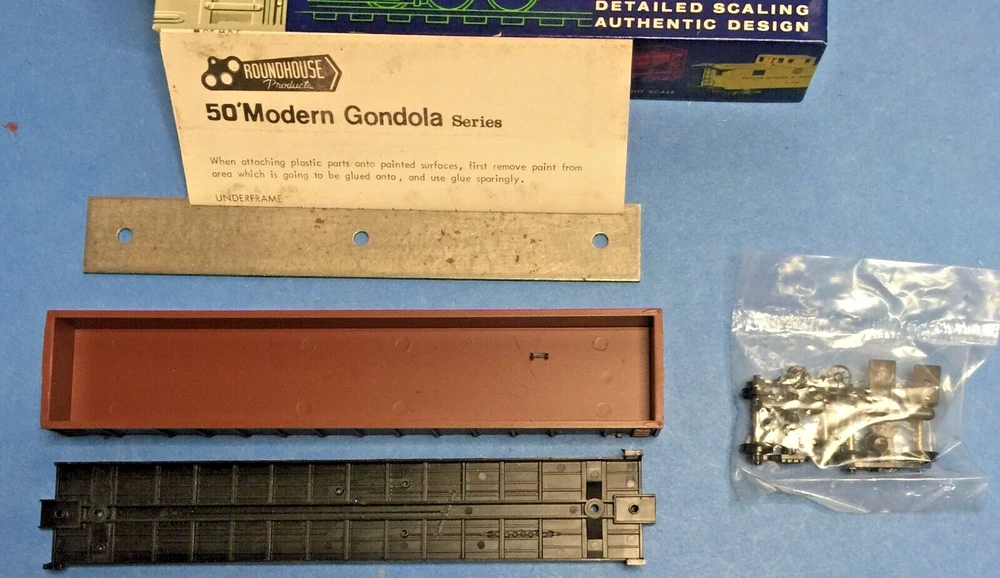 DETAILED SCALING
AUTHENTIC DESIGN
ROUNDHOUSE
Products
50' Modern Gondola Series
When attaching plastic parts onto painted surfaces, first remove paint from
area which is going to be glued onto, and use glue sparingly.
UNDERFRAME